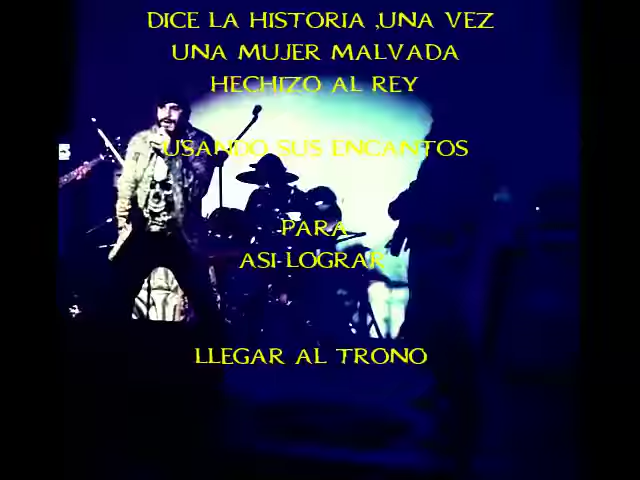 DICE LA HISTORIA ,UNA VEZ
UNA MUJER MALVADA
HECHIZO AL REY
USANDO SUS ENCANTOS
PARA
ASI LOGRAR
LLEGAR AL TRONO